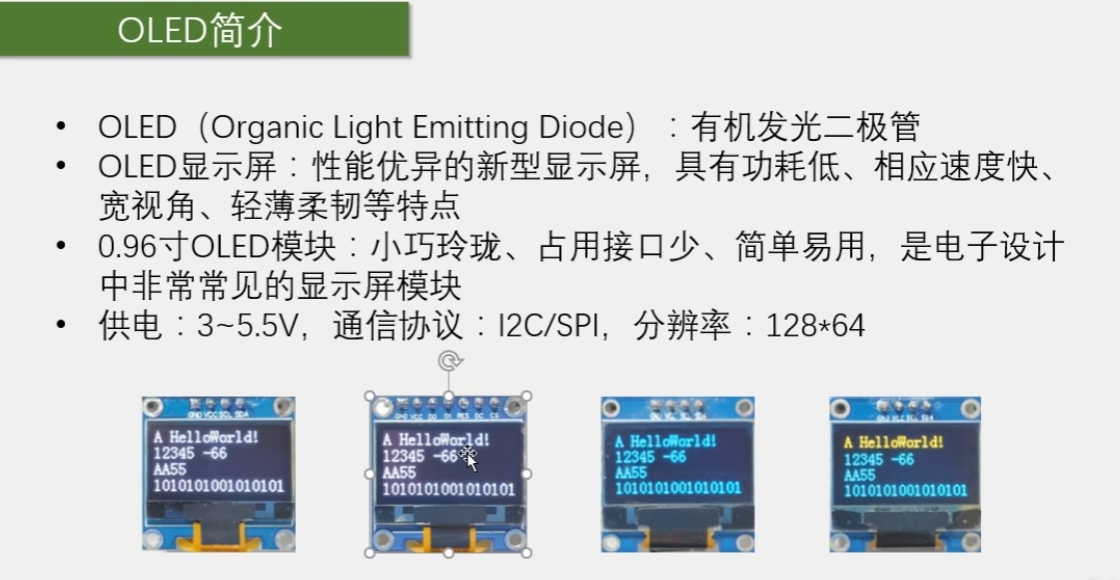 OLED简介
• OLED（Organic Light Emitting Diode）：有机发光二极管
• OLED显示屏：性能优异的新型显示屏，具有功耗低、相应速度快、
宽视角、轻薄柔韧等特点
• 0.96寸OLED模块：小巧玲珑、占用接口少、简单易用，是电子设计
中非常常见的显示屏模块
• 供电：3~5.5V，通信协议：I2C/SPI，分辨率：128*64
GND VCC SCL SDA
A HelloWorld!
12345 -66
AA55
1010101001010101
GND VCC D0 D1 RES DC CS
A HelloWorld!
12345 -66
AA55
1010101001010101
GND VCC SCL SDA
A HelloWorld!
12345 -66
AA55
1010101001010101
GND VCC SCL SDA
A HelloWorld!
12345 -66
AA55
1010101001010101